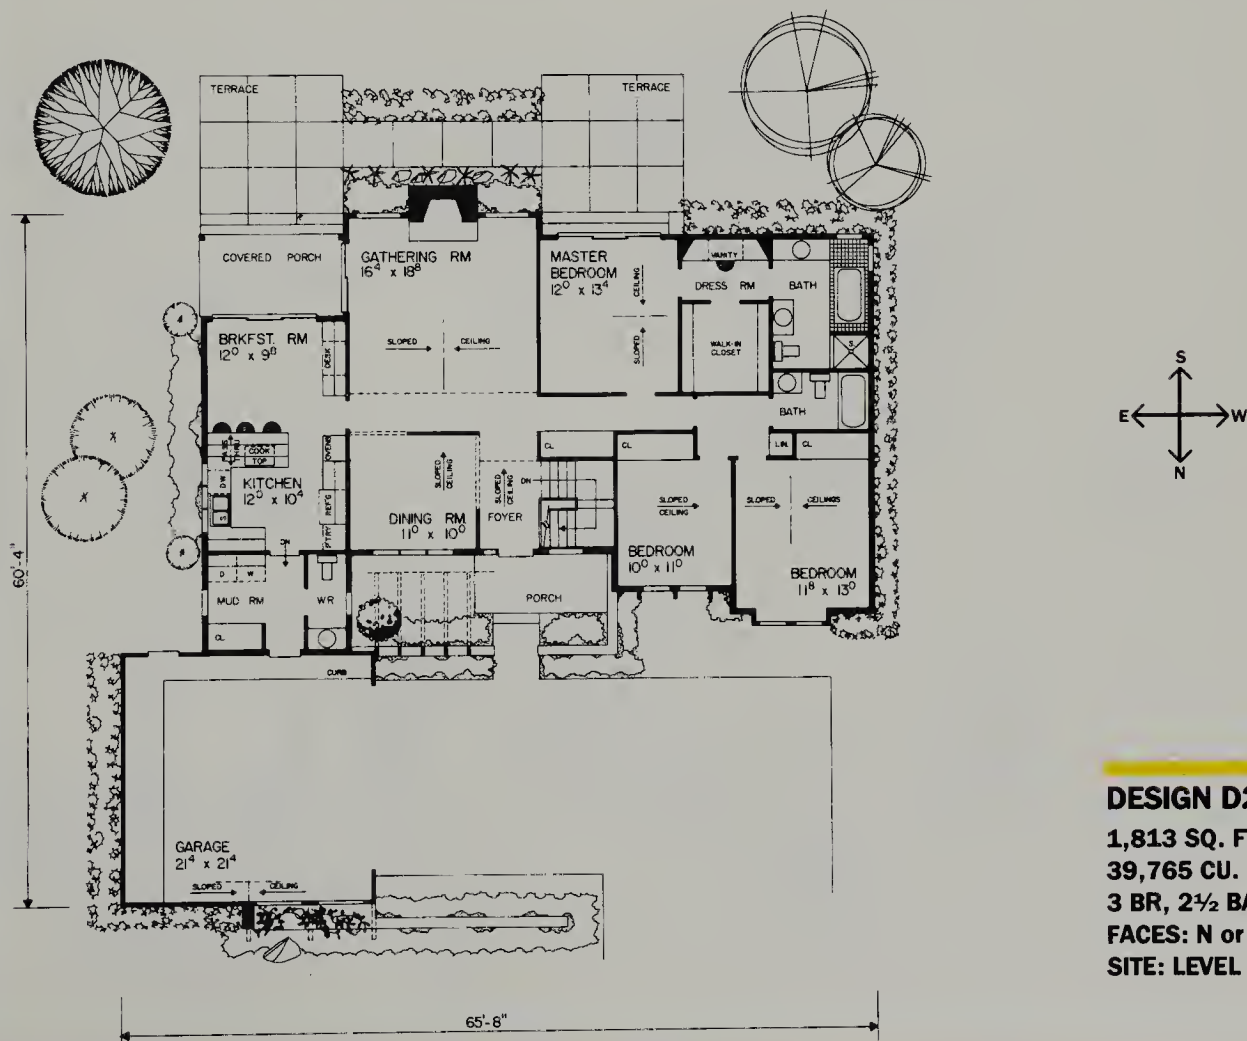 TERRACE
TERRACE
COVERED PORCH
GATHERING RM
16⁴ x 18⁸
SLOPED CEILING
MASTER
BEDROOM
12⁰ x 13⁴
SLOPED CEILING
VANITY
DRESS RM
BATH
WALK-IN
CLOSET
S
BRKFST. RM
12⁰ x 9⁸
DESK
BATH
PASS
THRU
COOK
TOP
OVENS
CL
CL
LIN.
CL
DW
KITCHEN
12⁰ x 10⁴
S
REF'G
P'TRY
SLOPED
CEILING
DINING RM
11⁰ x 10⁰
SLOPED
CEILING
FOYER
DN
SLOPED
CEILING
BEDROOM
10⁰ x 11⁰
SLOPED CEILINGS
BEDROOM
11⁸ x 13⁰
DN
D W
MUD RM
CL
WR
PORCH
CURB
60'-4"
GARAGE
21⁴ x 21⁴
SLOPED CEILING
65'-8"
S
E W
N
DESIGN D
1,813 SQ. F
39,765 CU.
3 BR, 2½ BA
FACES: N or
SITE: LEVEL